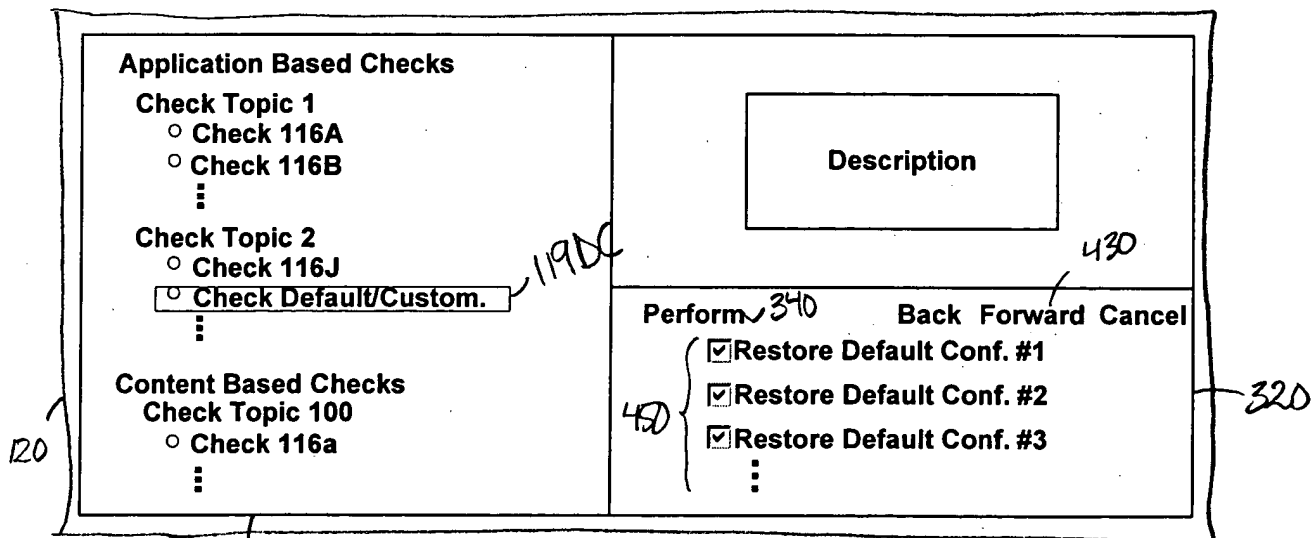 Application Based Checks
Check Topic 1
Check 116A
Check 116B
Check Topic 2
Check 116J
Check Default/Custom.
119DC
Content Based Checks
Check Topic 100
Check 116a
120
Description
430
Perform 340 Back Forward Cancel
Restore Default Conf. #1
Restore Default Conf. #2
Restore Default Conf. #3
450
320